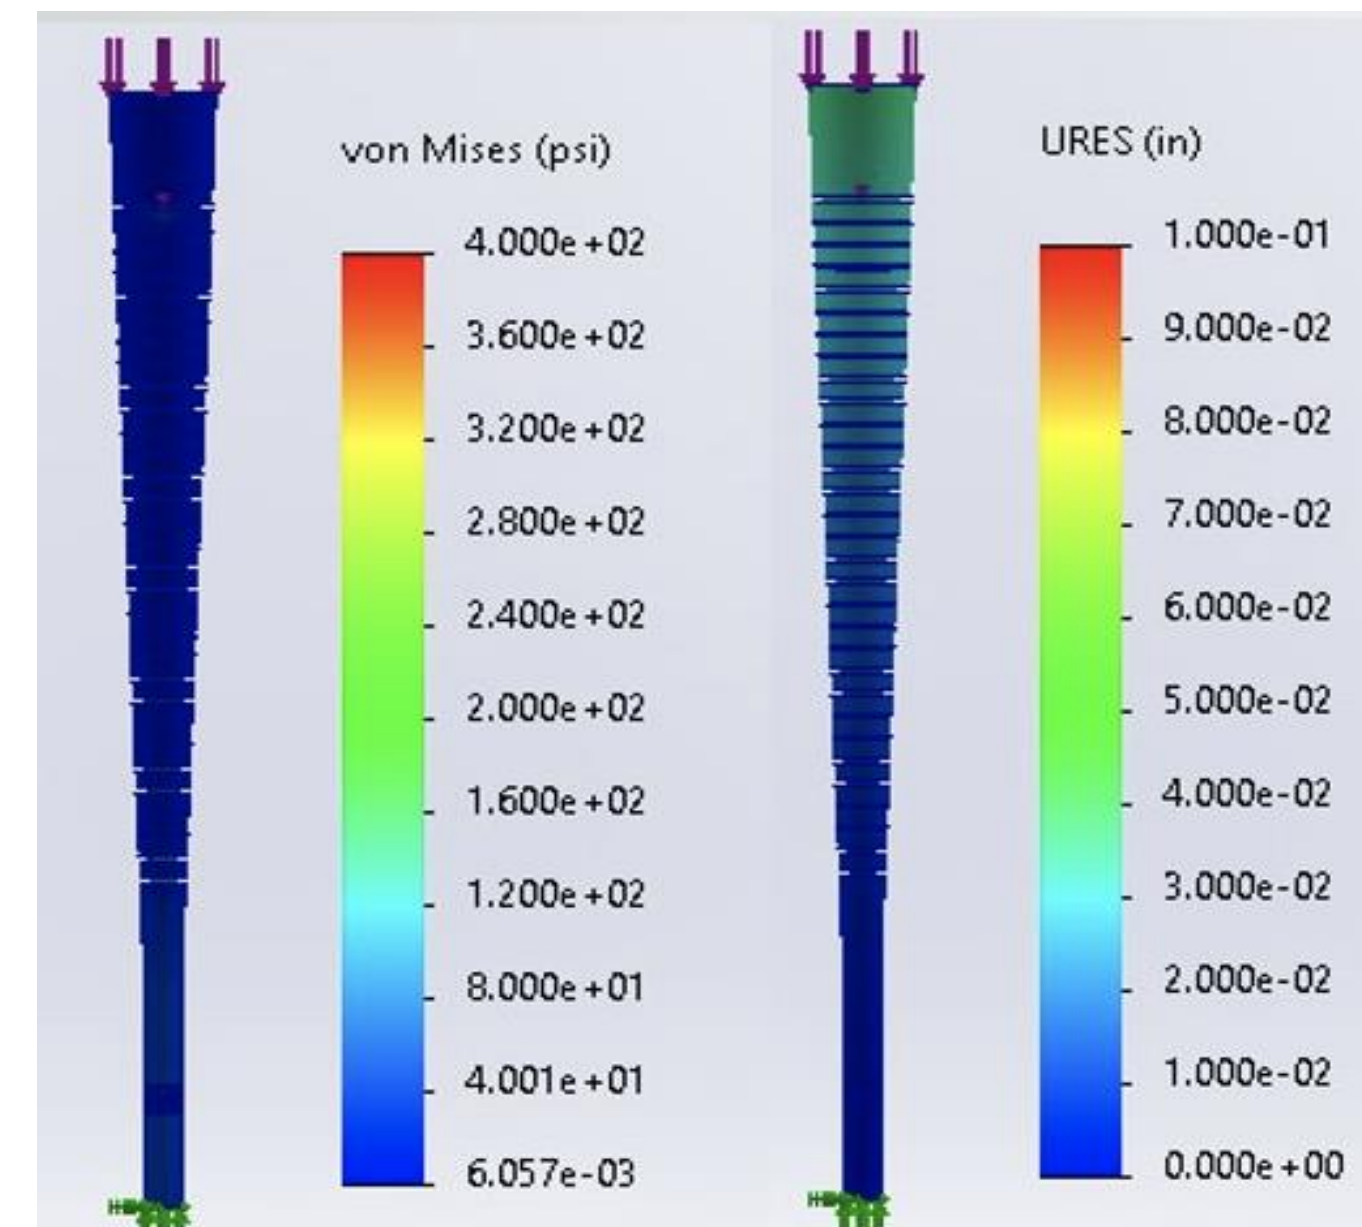 von Mises (psi)
4.000e+02
3.600e+02
3.200e+02
2.800e+02
2.400e+02
2.000e+02
1.600e+02
1.200e+02
8.000e+01
4.001e+01
6.057e-03
URES (in)
1.000e-01
9.000e-02
8.000e-02
7.000e-02
6.000e-02
5.000e-02
4.000e-02
3.000e-02
2.000e-02
1.000e-02
0.000e+00